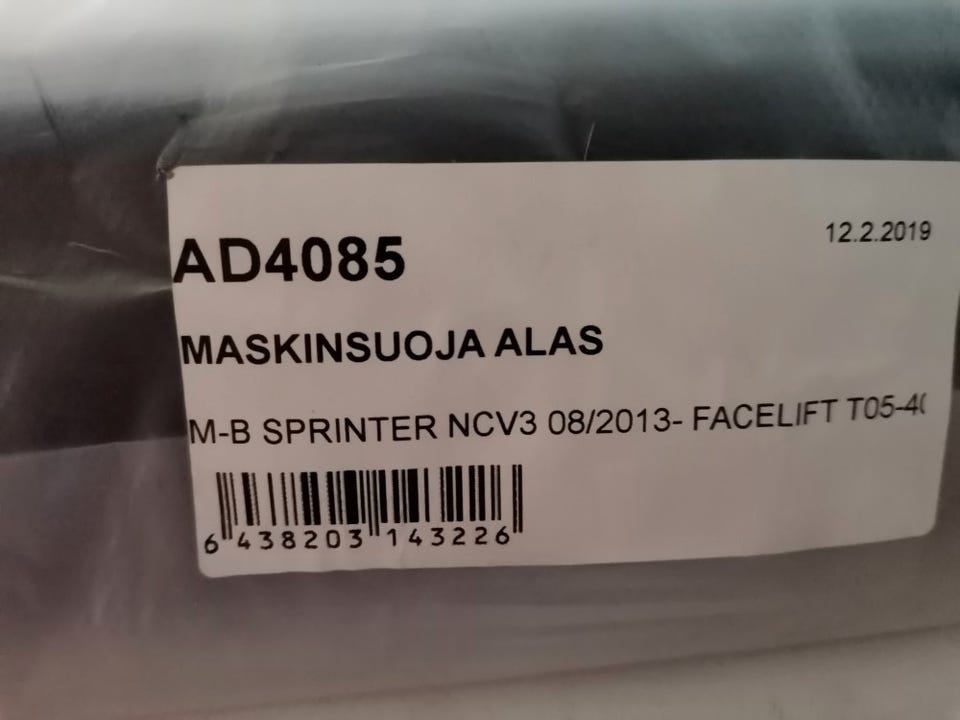 12.2.2019
AD4085
MASKINSUOJA ALAS
M-B SPRINTER NCV3 08/2013- FACELIFT
6 438203 143226